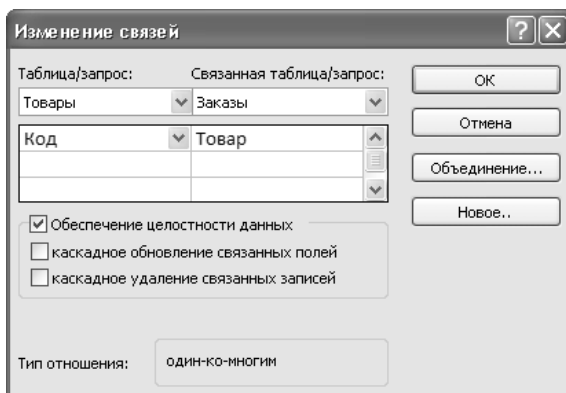 Изменение связей
Таблица/запрос: Связанная таблица/запрос:
Товары Заказы
Код Товар
Обеспечение целостности данных
каскадное обновление связанных полей
каскадное удаление связанных записей
Тип отношения: один-ко-многим
ОК
Отмена
Объединение...
Новое..